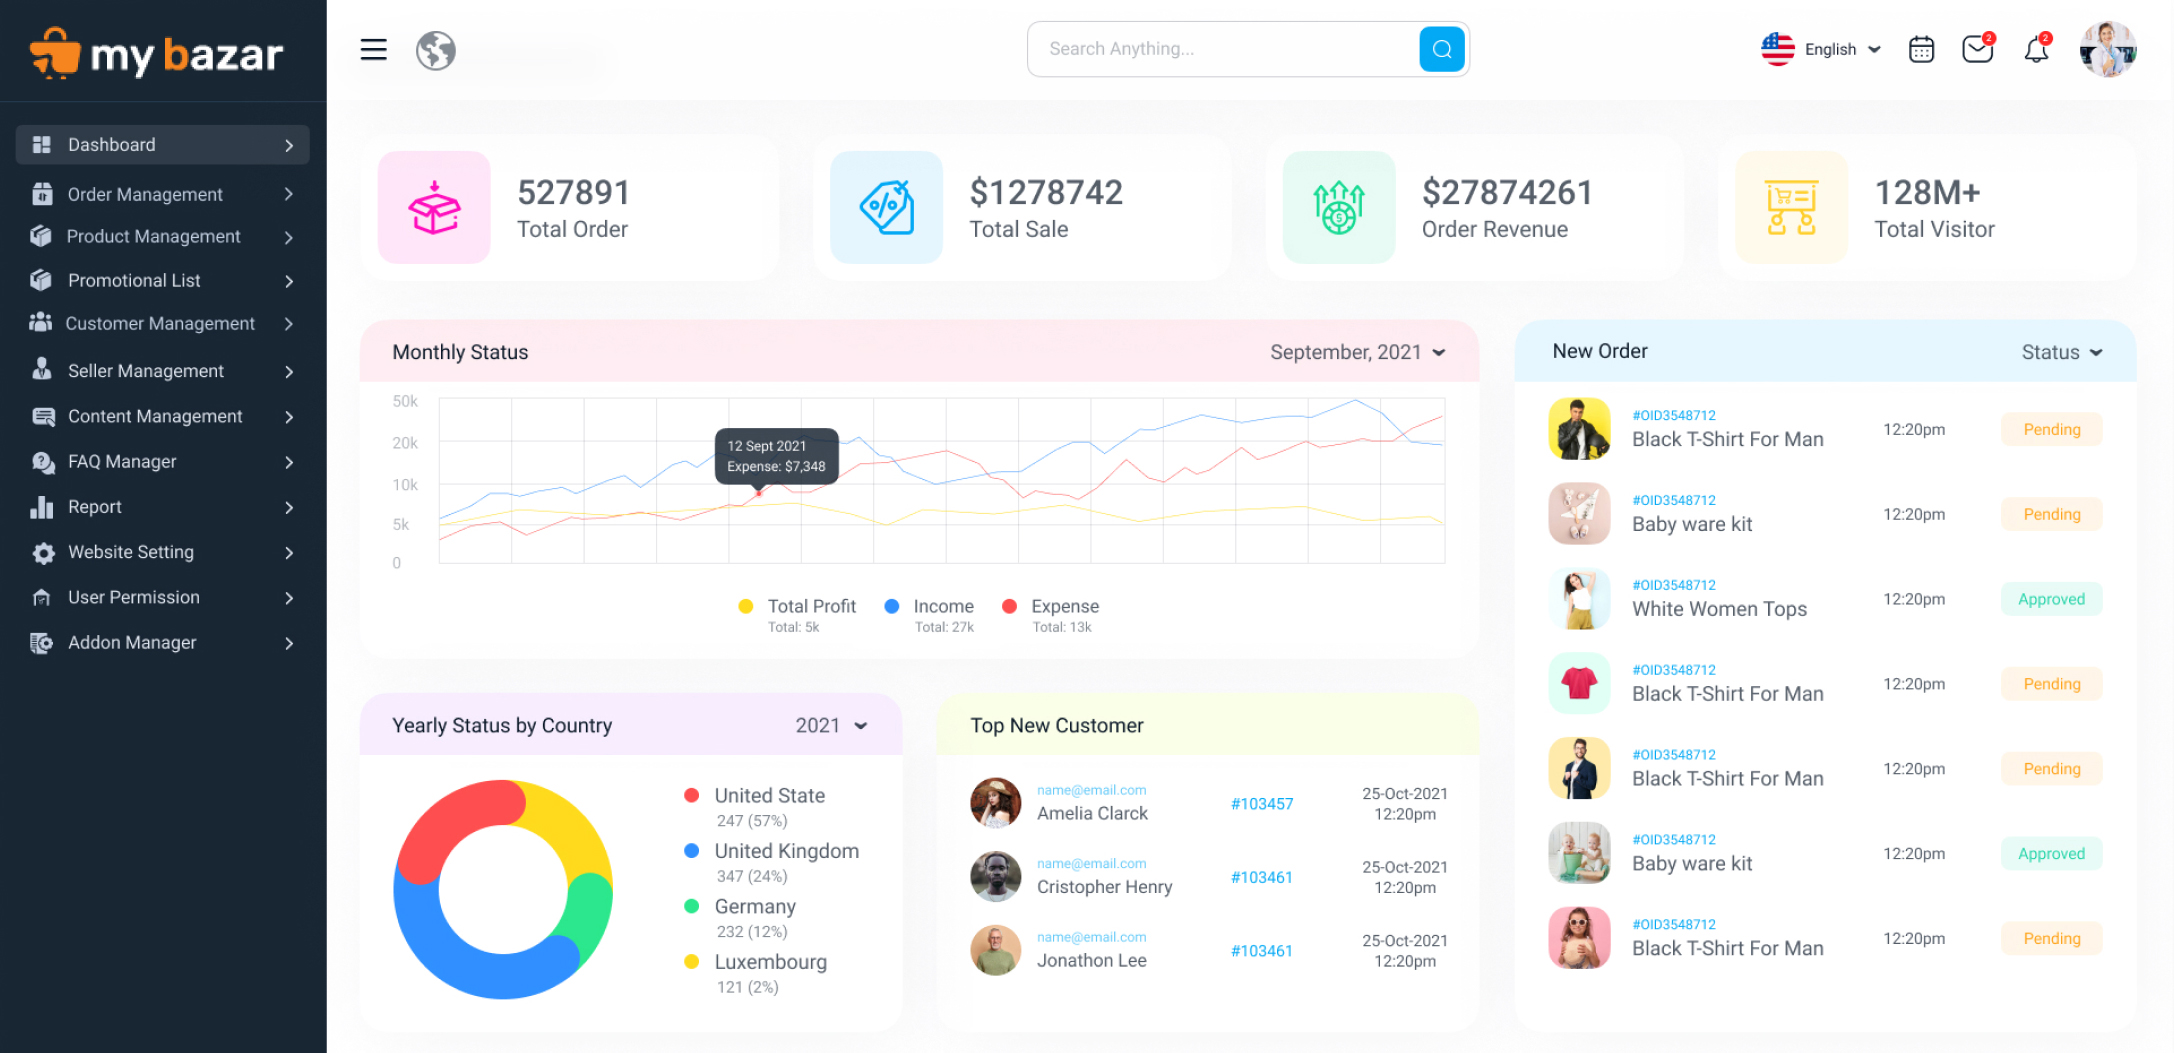 my bazar
Dashboard
Order Management
Product Management
Promotional List
Customer Management
Seller Management
Content Management
FAQ Manager
Report
Website Setting
User Permission
Addon Manager
Search Anything...
English
2
2
527891
Total Order
$1278742
Total Sale
$27874261
Order Revenue
128M+
Total Visitor
Monthly Status
September, 2021
50k
20k
10k
5k
0
12 Sept 2021
Expense: $7,348
Total Profit
Total: 5k
Income
Total: 27k
Expense
Total: 13k
Yearly Status by Country
2021
United State
247 (57%)
United Kingdom
347 (24%)
Germany
232 (12%)
Luxembourg
121 (2%)
Top New Customer
name@email.com
Amelia Clarck
#103457
25-Oct-2021
12:20pm
name@email.com
Cristopher Henry
#103461
25-Oct-2021
12:20pm
name@email.com
Jonathon Lee
#103461
25-Oct-2021
12:20pm
New Order
Status
#OID3548712
Black T-Shirt For Man
12:20pm
Pending
#OID3548712
Baby ware kit
12:20pm
Pending
#OID3548712
White Women Tops
12:20pm
Approved
#OID3548712
Black T-Shirt For Man
12:20pm
Pending
#OID3548712
Black T-Shirt For Man
12:20pm
Pending
#OID3548712
Baby ware kit
12:20pm
Approved
#OID3548712
Black T-Shirt For Man
12:20pm
Pending